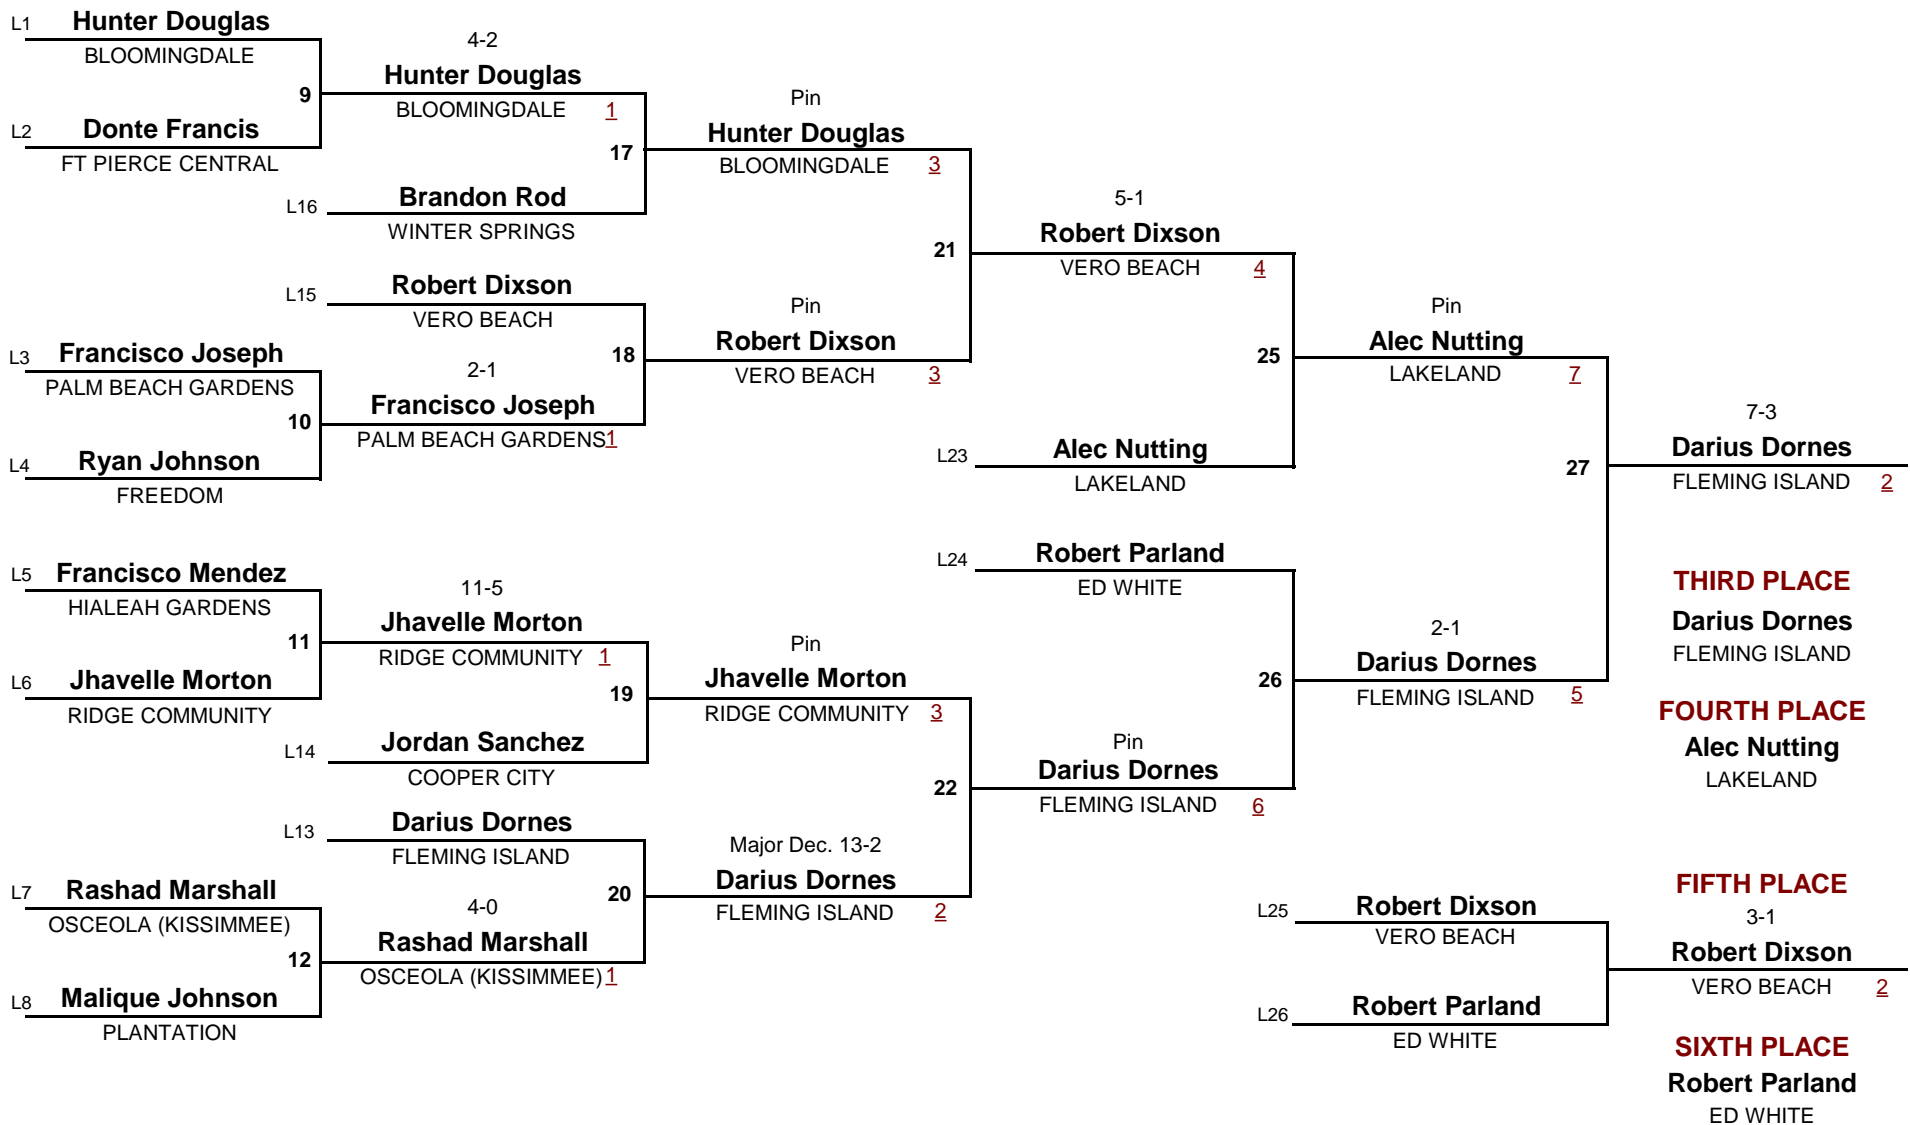 L1 Hunter Douglas
BLOOMINGDALE
9
L2 Donte Francis
FT PIERCE CENTRAL
L3 Francisco Joseph
PALM BEACH GARDENS
10
L4 Ryan Johnson
FREEDOM
L5 Francisco Mendez
HIALEAH GARDENS
11
L6 Jhavelle Morton
RIDGE COMMUNITY
L7 Rashad Marshall
OSCEOLA (KISSIMMEE)
12
L8 Malique Johnson
PLANTATION
4-2
Hunter Douglas
BLOOMINGDALE 1
17
L16 Brandon Rod
WINTER SPRINGS
L15 Robert Dixson
VERO BEACH
18
2-1
Francisco Joseph
PALM BEACH GARDENS 1
11-5
Jhavelle Morton
RIDGE COMMUNITY 1
19
L14 Jordan Sanchez
COOPER CITY
L13 Darius Dornes
FLEMING ISLAND
20
4-0
Rashad Marshall
OSCEOLA (KISSIMMEE) 1
Pin
Hunter Douglas
BLOOMINGDALE 3
21
Pin
Robert Dixson
VERO BEACH 3
Pin
Jhavelle Morton
RIDGE COMMUNITY 3
22
Major Dec. 13-2
Darius Dornes
FLEMING ISLAND 2
5-1
Robert Dixson
VERO BEACH 4
25
L23 Alec Nutting
LAKELAND
L24 Robert Parland
ED WHITE
26
Pin
Darius Dornes
FLEMING ISLAND 6
Pin
Alec Nutting
LAKELAND 7
27
2-1
Darius Dornes
FLEMING ISLAND 5
7-3
Darius Dornes
FLEMING ISLAND 2
THIRD PLACE
Darius Dornes
FLEMING ISLAND
FOURTH PLACE
Alec Nutting
LAKELAND
L25 Robert Dixson
VERO BEACH
L26 Robert Parland
ED WHITE
FIFTH PLACE
3-1
Robert Dixson
VERO BEACH 2
SIXTH PLACE
Robert Parland
ED WHITE